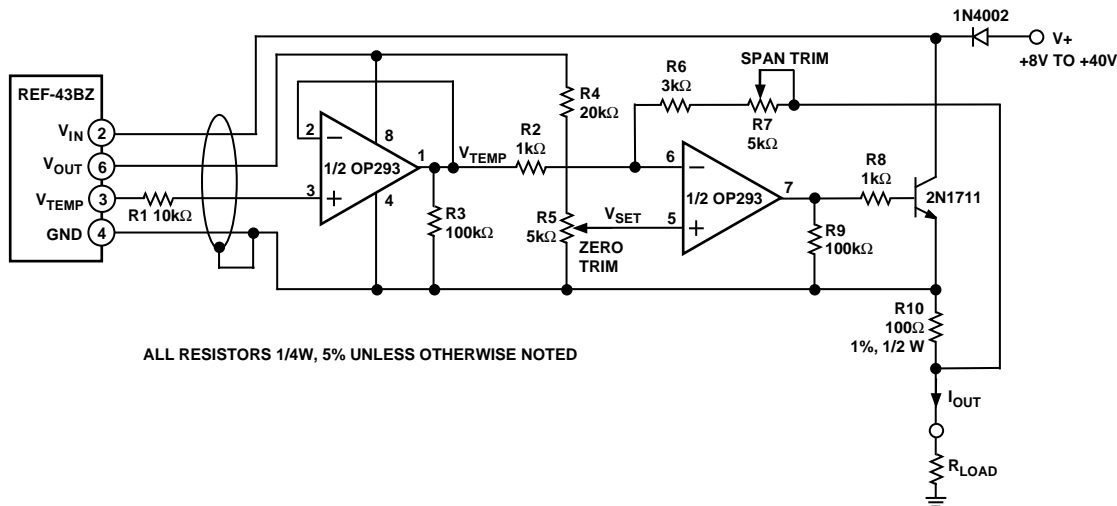 1N4002
V+
+8V TO +40V
SPAN TRIM
REF-43BZ
R6
3kΩ
R4
20kΩ
R7
5kΩ
VIN 2
2
8
R2
1kΩ
VOUT 6
1
VTEMP
6
R8
1kΩ
1/2 OP293
7
2N1711
VTEMP 3
3
4
1/2 OP293
R1 10kΩ
R3
100kΩ
R5
5kΩ
VSET
5
GND 4
ZERO
TRIM
R9
100kΩ
R10
100Ω
1%, 1/2 W
ALL RESISTORS 1/4W, 5% UNLESS OTHERWISE NOTED
IOUT
RLOAD